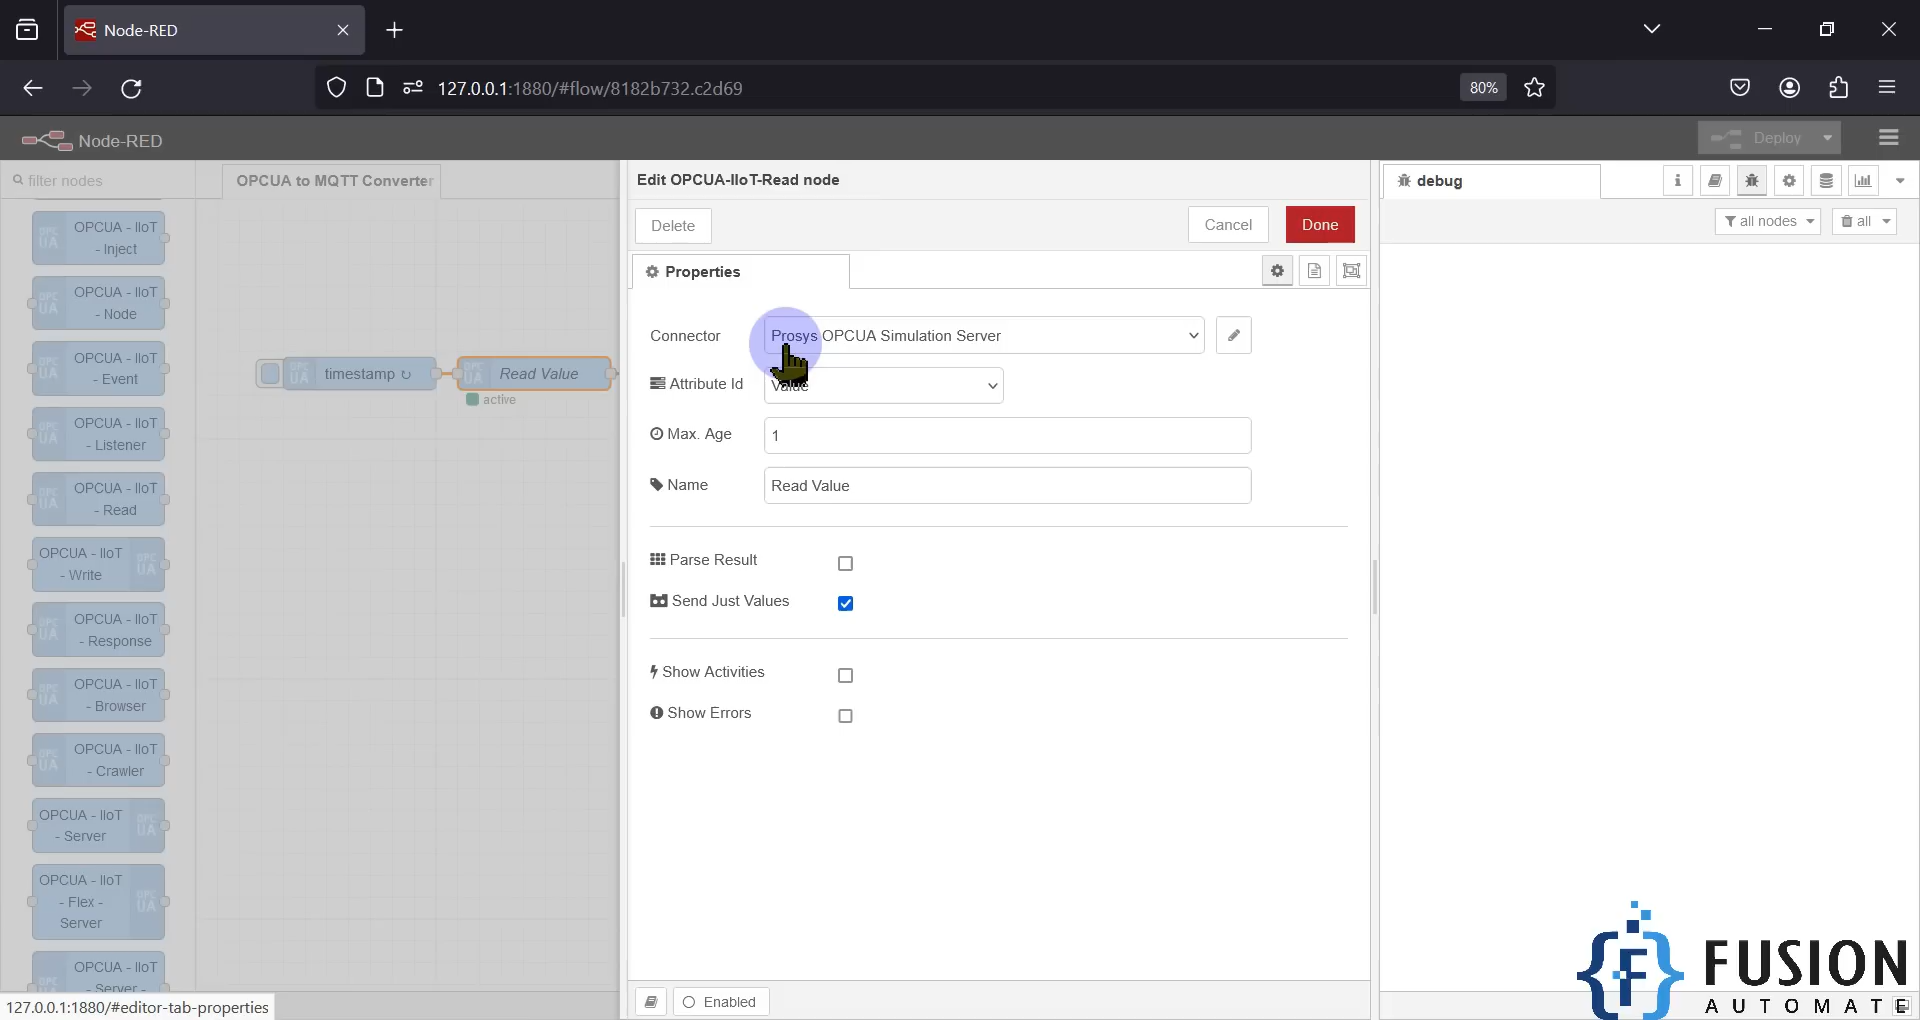 Node-RED
127.0.0.1:1880/#flow/8182b732.c2d69
80%
Node-RED
Deploy
filter nodes
OPCUA to MQTT Converter
Edit OPCUA-IIoT-Read node
debug
Delete
Cancel
Done
all nodes
all
Properties
OPCUA - IIoT
- Inject
OPCUA - IIoT
- Node
OPCUA - IIoT
- Event
OPCUA - IIoT
- Listener
OPCUA - IIoT
- Read
OPCUA - IIoT
- Write
OPCUA - IIoT
- Response
OPCUA - IIoT
- Browser
OPCUA - IIoT
- Crawler
OPCUA - IIoT
- Server
OPCUA - IIoT
- Flex -
Server
OPCUA - IIoT
- Server -
timestamp ↻
Read Value
active
Connector
Prosys OPCUA Simulation Server
Attribute Id
Value
Max. Age
1
Name
Read Value
Parse Result
Send Just Values
Show Activities
Show Errors
Enabled
127.0.0.1:1880/#editor-tab-properties
FUSION
AUTOMATE